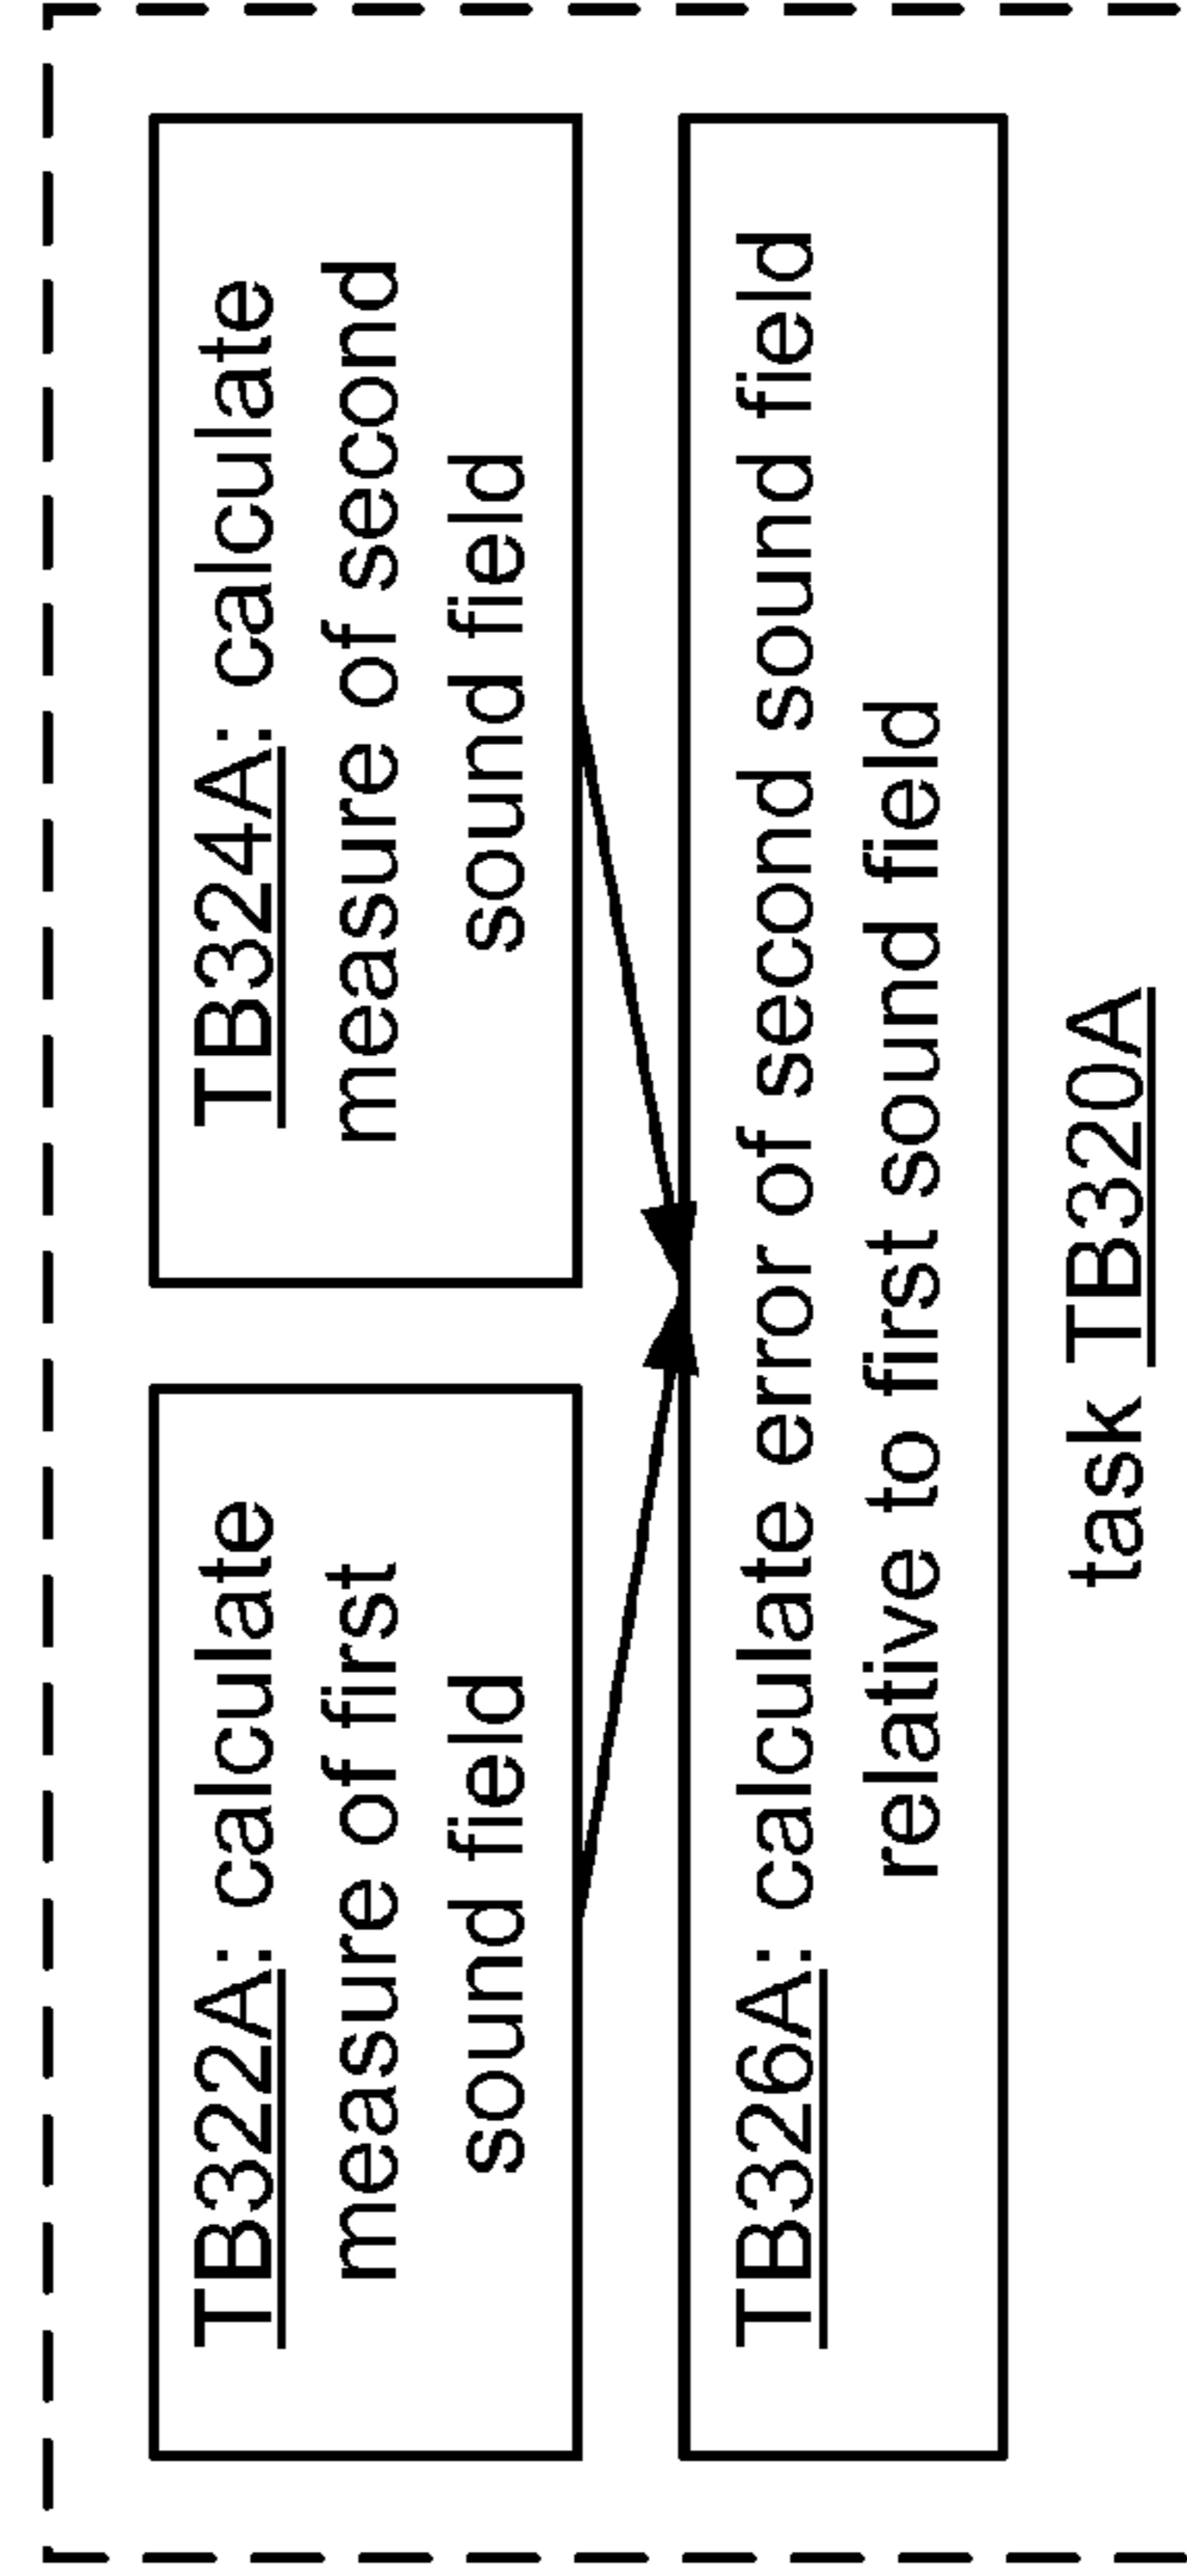 TB322A: calculate
measure of first
sound field
TB324A: calculate
measure of second
sound field
TB326A: calculate error of second sound field
relative to first sound field
task TB320A